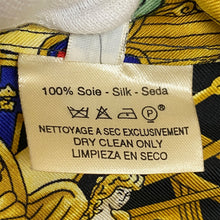 100% Soie - Silk - Seda
P
NETTOYAGE A SEC EXCLUSIVEMENT
DRY CLEAN ONLY
LIMPIEZA EN SECO